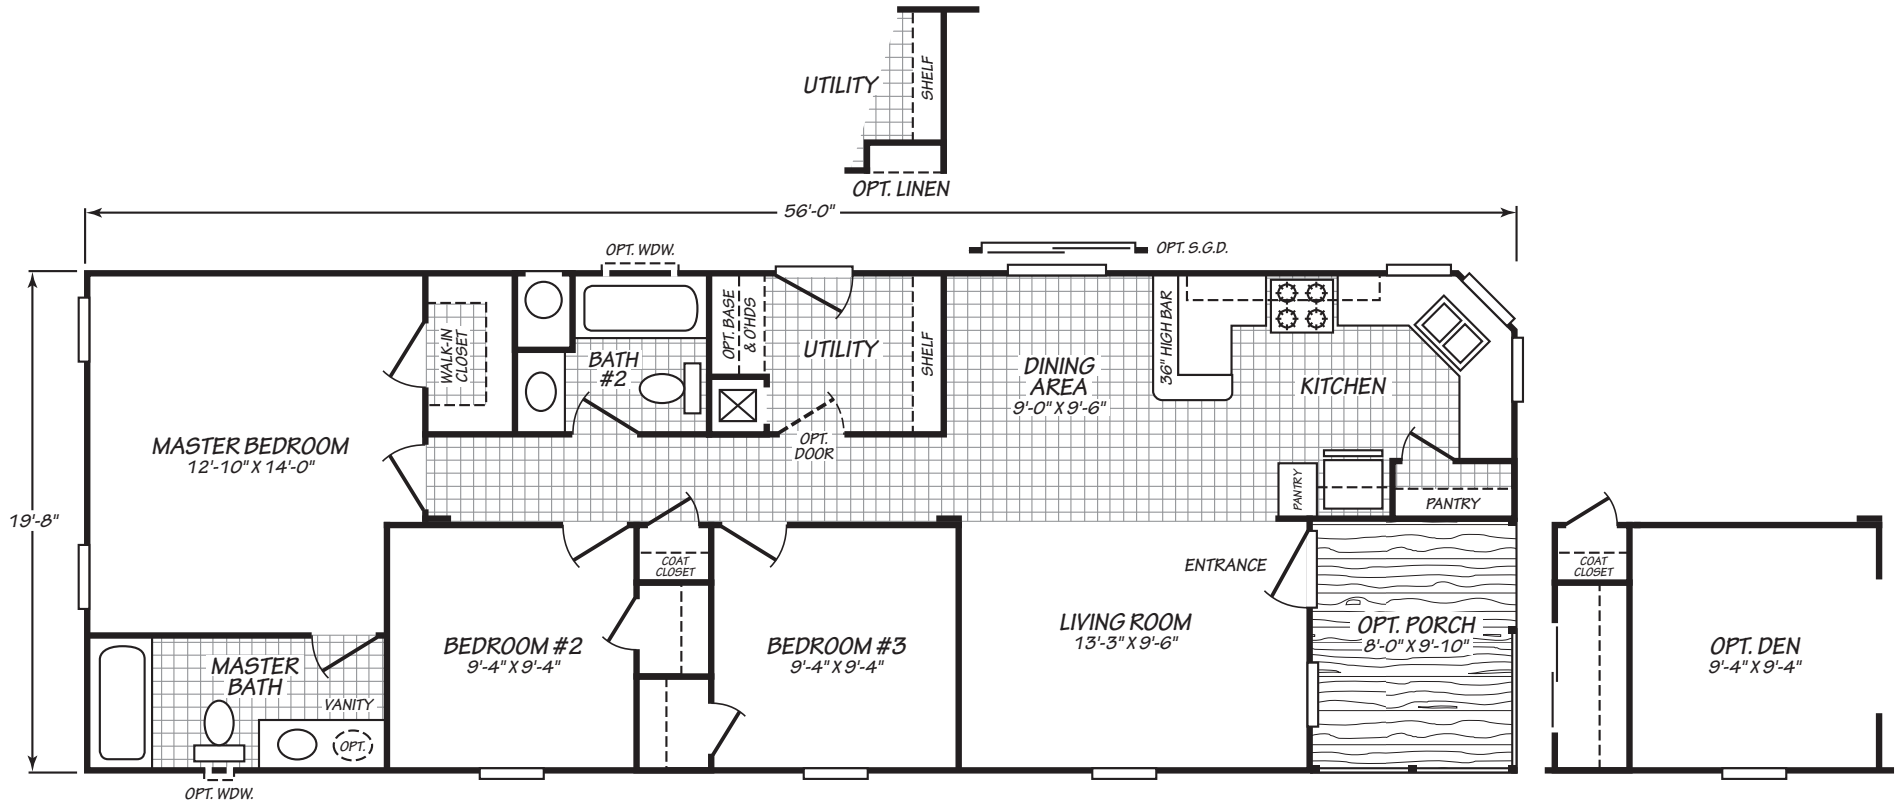 UTILITY
SHELF
OPT. LINEN
56'-0"
OPT. WDW.
OPT. S.G.D.
19'-8"
MASTER BEDROOM
12'-10" X 14'-0"
WALK-IN
CLOSET
BATH
#2
OPT. BASE
& O'HDS
UTILITY
SHELF
OPT.
DOOR
DINING
AREA
9'-0" X 9'-6"
36" HIGH BAR
KITCHEN
PANTRY
PANTRY
MASTER
BATH
VANITY
OPT.
OPT. WDW.
BEDROOM #2
9'-4" X 9'-4"
COAT
CLOSET
BEDROOM #3
9'-4" X 9'-4"
LIVING ROOM
13'-3" X 9'-6"
ENTRANCE
OPT. PORCH
8'-0" X 9'-10"
COAT
CLOSET
OPT. DEN
9'-4" X 9'-4"